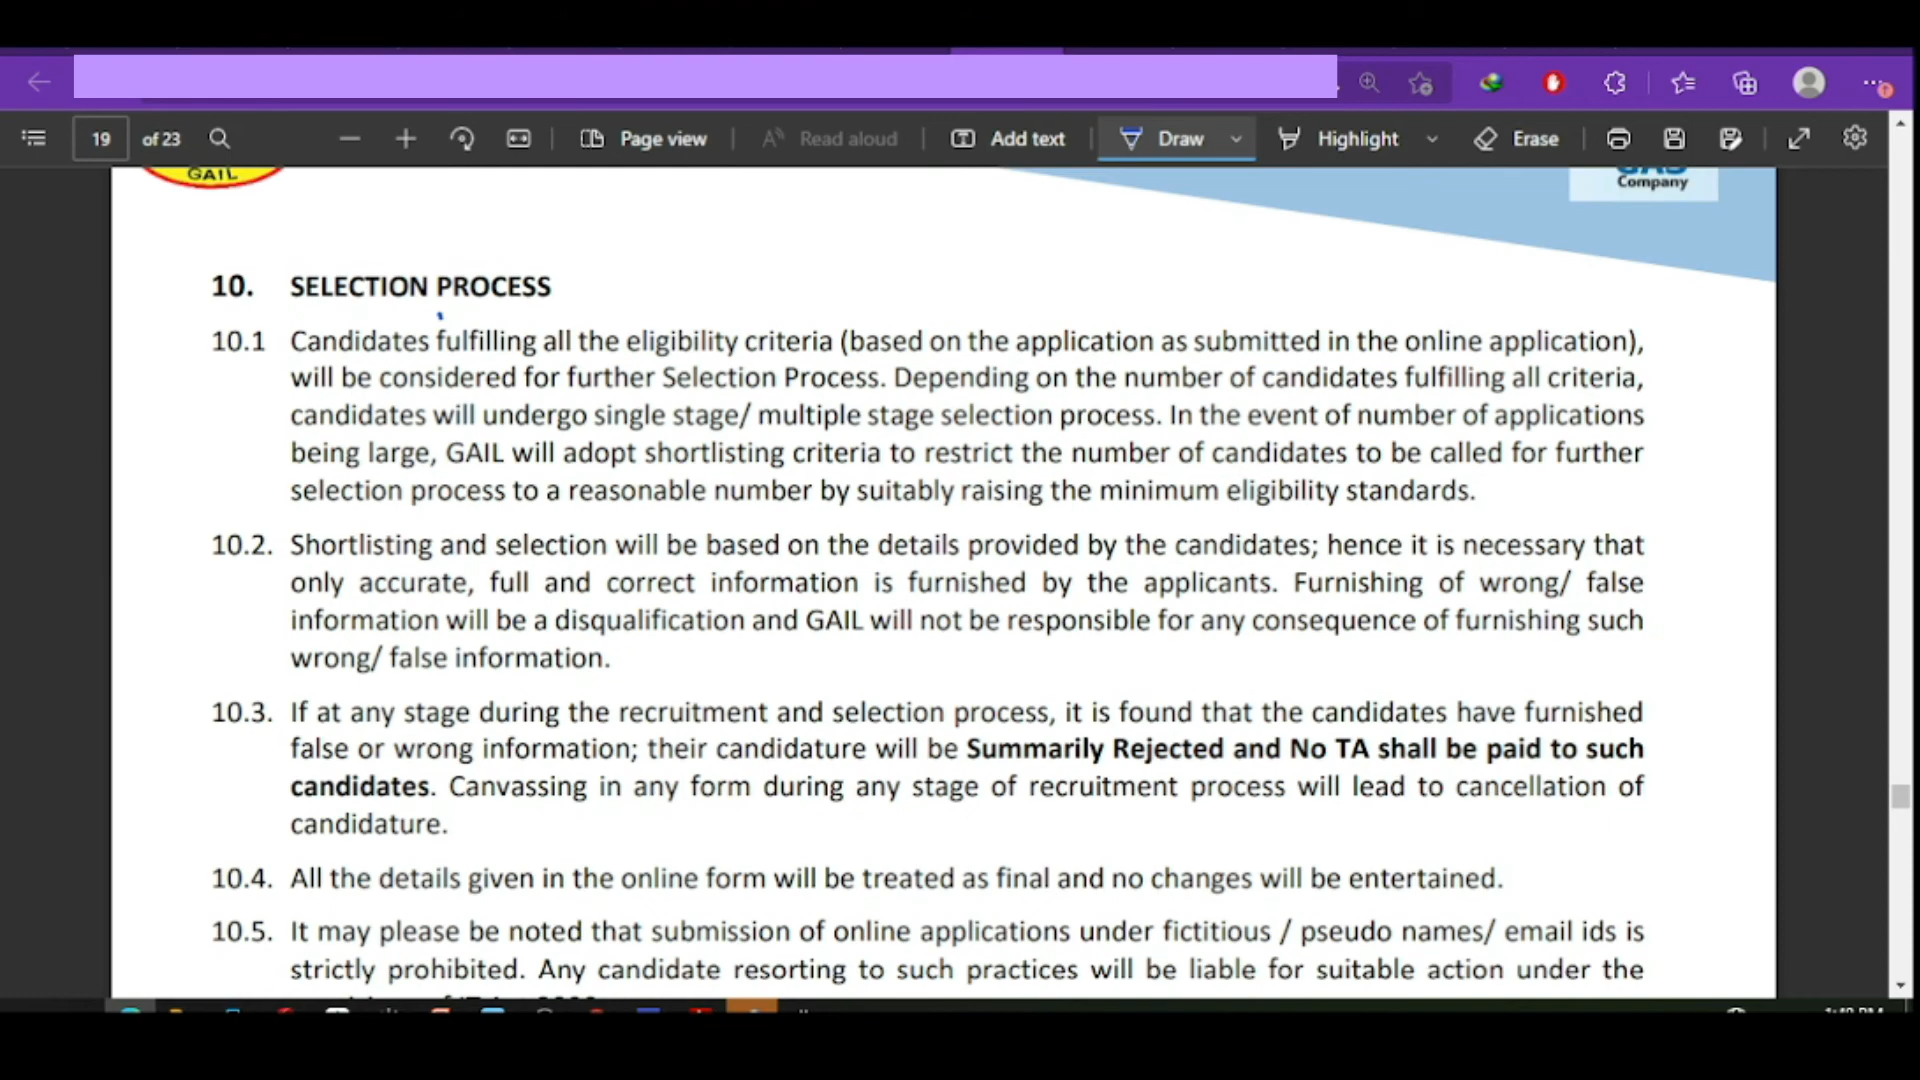 19 of 23
Page view
Read aloud
Add text
Draw
Highlight
Erase
GAIL
Company
10. SELECTION PROCESS
10.1 Candidates fulfilling all the eligibility criteria (based on the application as submitted in the online application),
will be considered for further Selection Process. Depending on the number of candidates fulfilling all criteria,
candidates will undergo single stage/ multiple stage selection process. In the event of number of applications
being large, GAIL will adopt shortlisting criteria to restrict the number of candidates to be called for further
selection process to a reasonable number by suitably raising the minimum eligibility standards.
10.2. Shortlisting and selection will be based on the details provided by the candidates; hence it is necessary that
only accurate, full and correct information is furnished by the applicants. Furnishing of wrong/ false
information will be a disqualification and GAIL will not be responsible for any consequence of furnishing such
wrong/ false information.
10.3. If at any stage during the recruitment and selection process, it is found that the candidates have furnished
false or wrong information; their candidature will be Summarily Rejected and No TA shall be paid to such
candidates. Canvassing in any form during any stage of recruitment process will lead to cancellation of
candidature.
10.4. All the details given in the online form will be treated as final and no changes will be entertained.
10.5. It may please be noted that submission of online applications under fictitious / pseudo names/ email ids is
strictly prohibited. Any candidate resorting to such practices will be liable for suitable action under the